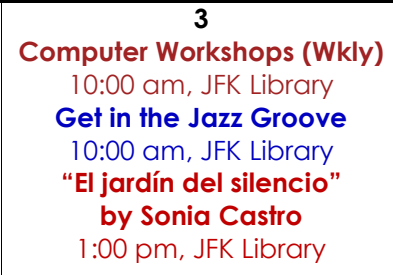 3
Computer Workshops (Wkly)
10:00 am, JFK Library
Get in the Jazz Groove
10:00 am, JFK Library
“El jardín del silencio”
by Sonia Castro
1:00 pm, JFK Library